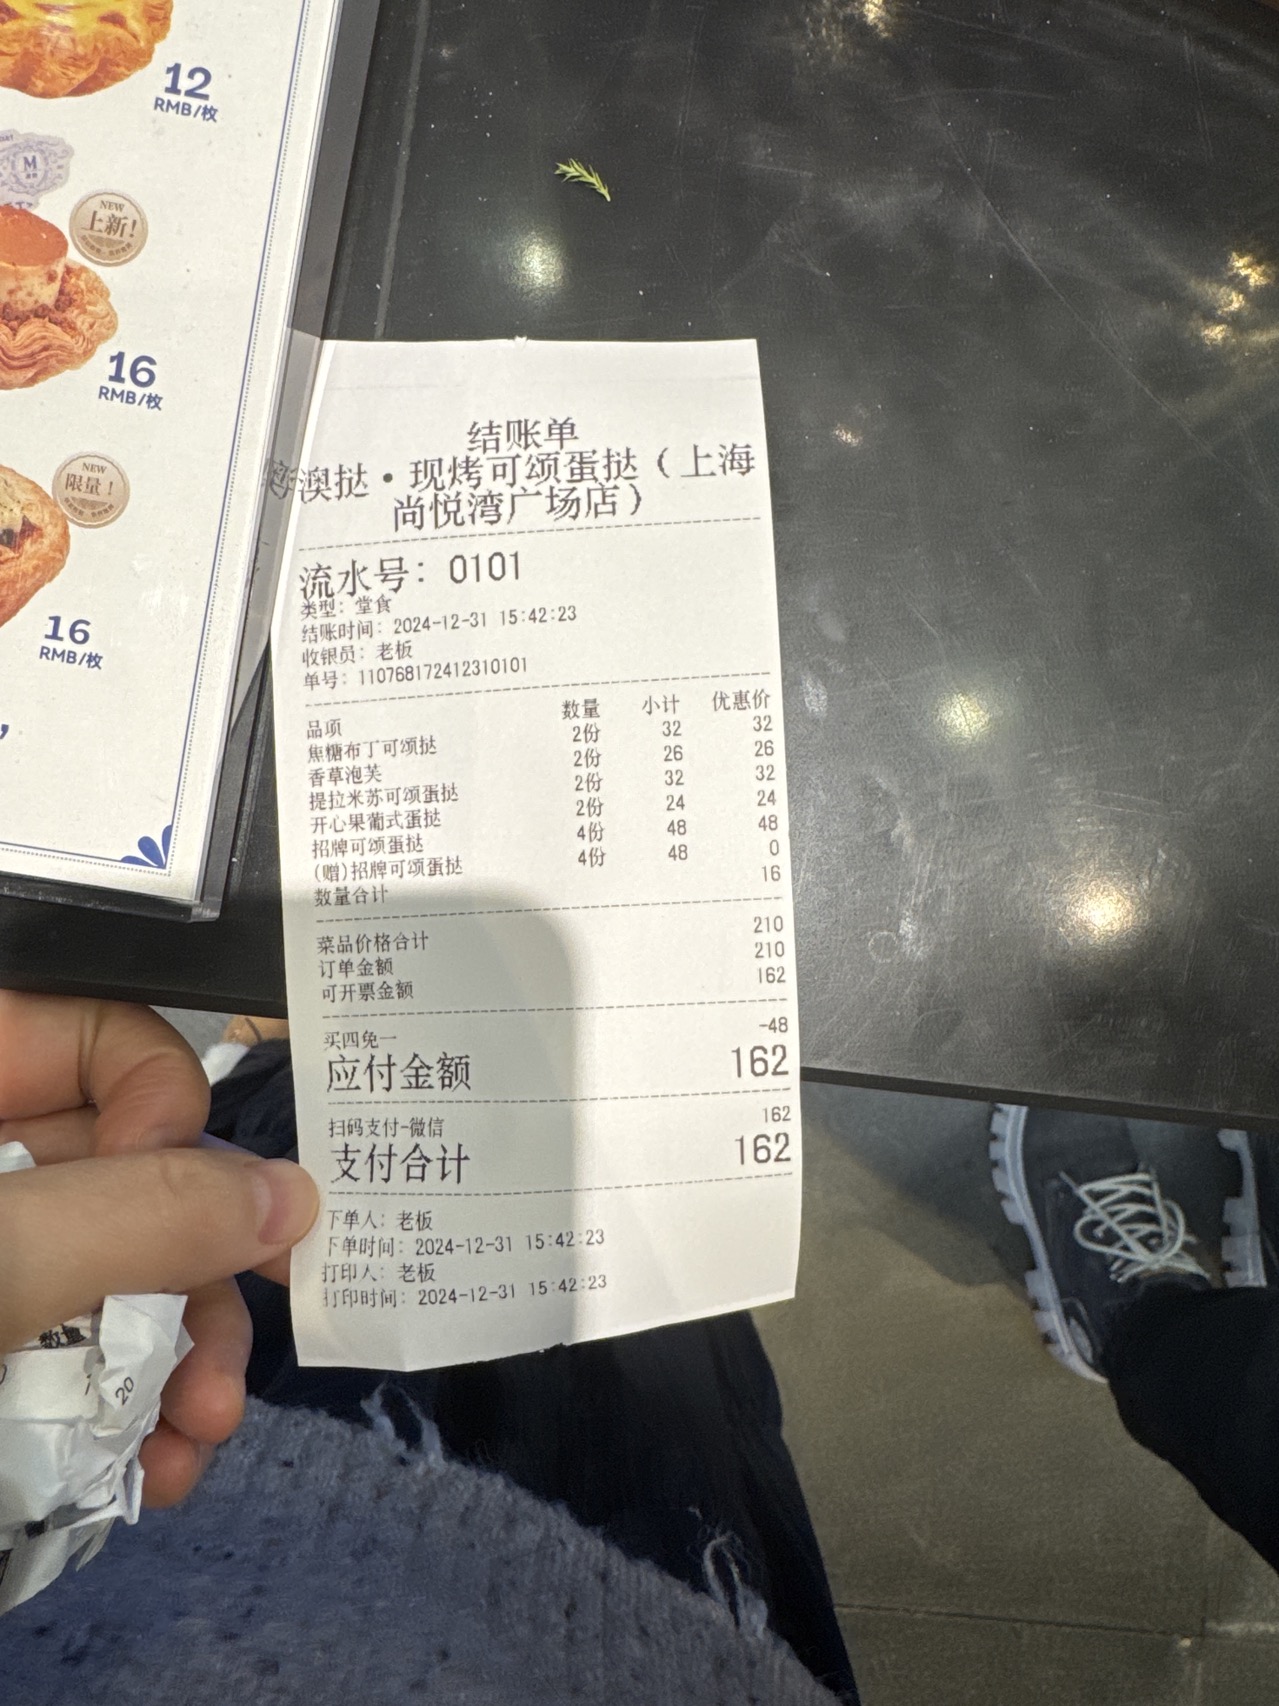 12
RMB/枚
M
NEW
上新!
16
RMB/枚
NEW
限量!
16
RMB/枚
结账单
澳挞·现烤可颂蛋挞(上海
尚悦湾广场店)
流水号: 0101
类型: 堂食
结账时间: 2024-12-31 15:42:23
收银员: 老板
单号: 110768172412310101
品项 数量 小计 优惠价
焦糖布丁可颂挞 2份 32 32
香草泡芙 2份 26 26
提拉米苏可颂蛋挞 2份 32 32
开心果葡式蛋挞 2份 24 24
招牌可颂蛋挞 4份 48 48
(赠)招牌可颂蛋挞 4份 48 0
数量合计 16
菜品价格合计 210
订单金额 210
可开票金额 162
买四免一 -48
应付金额 162
扫码支付-微信 162
支付合计 162
下单人: 老板
下单时间: 2024-12-31 15:42:23
打印人: 老板
打印时间: 2024-12-31 15:42:23
数量
20